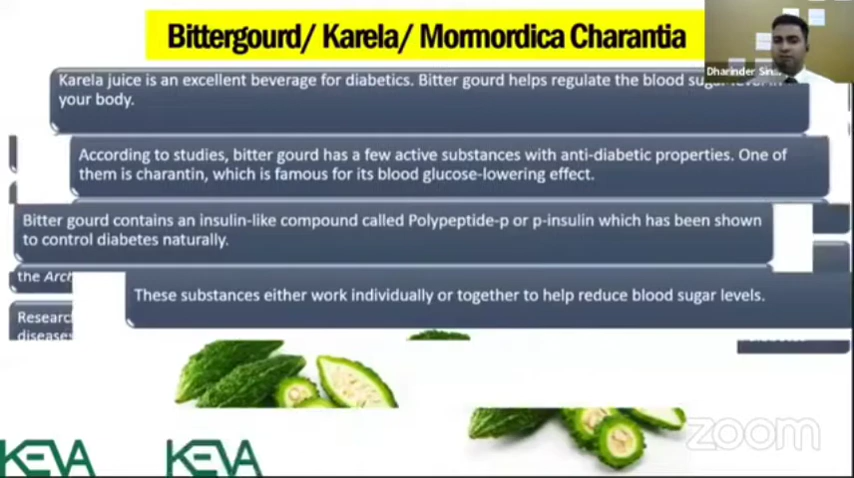 Bittergourd/ Karela/ Mormordica Charantia
Dharinder Sin...
Karela juice is an excellent beverage for diabetics. Bitter gourd helps regulate the blood sugar level in
your body.
According to studies, bitter gourd has a few active substances with anti-diabetic properties. One of
them is charantin, which is famous for its blood glucose-lowering effect.
Bitter gourd contains an insulin-like compound called Polypeptide-p or p-insulin which has been shown
to control diabetes naturally.
the Arch
These substances either work individually or together to help reduce blood sugar levels.
Research
diseases
zoom
KEVA KEVA